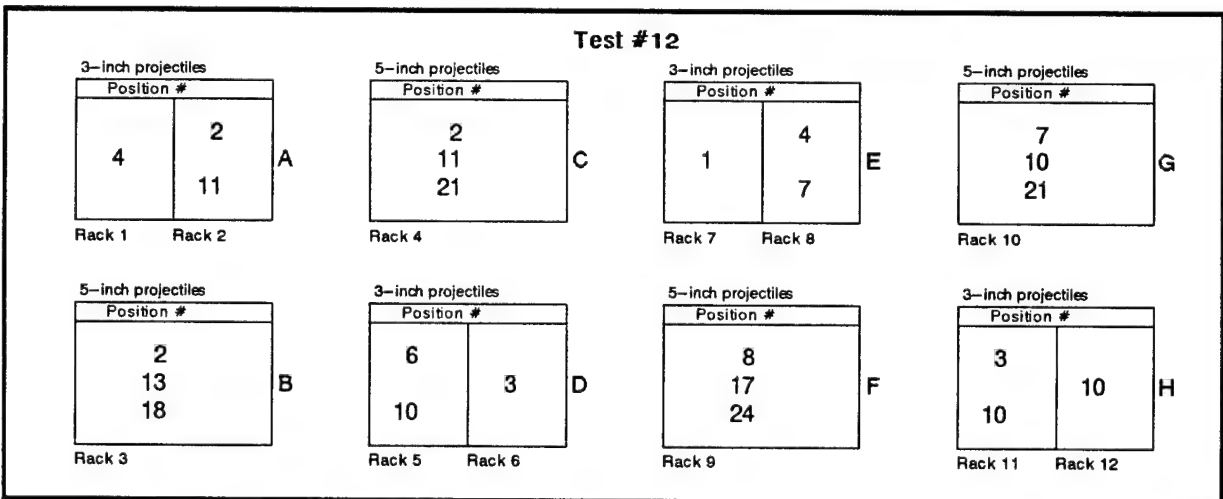 Test #12
3-inch projectiles
Position #
4
2
11
A
Rack 1 Rack 2
5-inch projectiles
Position #
2
11
21
C
Rack 4
3-inch projectiles
Position #
1
4
7
E
Rack 7 Rack 8
5-inch projectiles
Position #
7
10
21
G
Rack 10
5-inch projectiles
Position #
2
13
18
B
Rack 3
3-inch projectiles
Position #
6
10
3
D
Rack 5 Rack 6
5-inch projectiles
Position #
8
17
24
F
Rack 9
3-inch projectiles
Position #
3
10
10
H
Rack 11 Rack 12